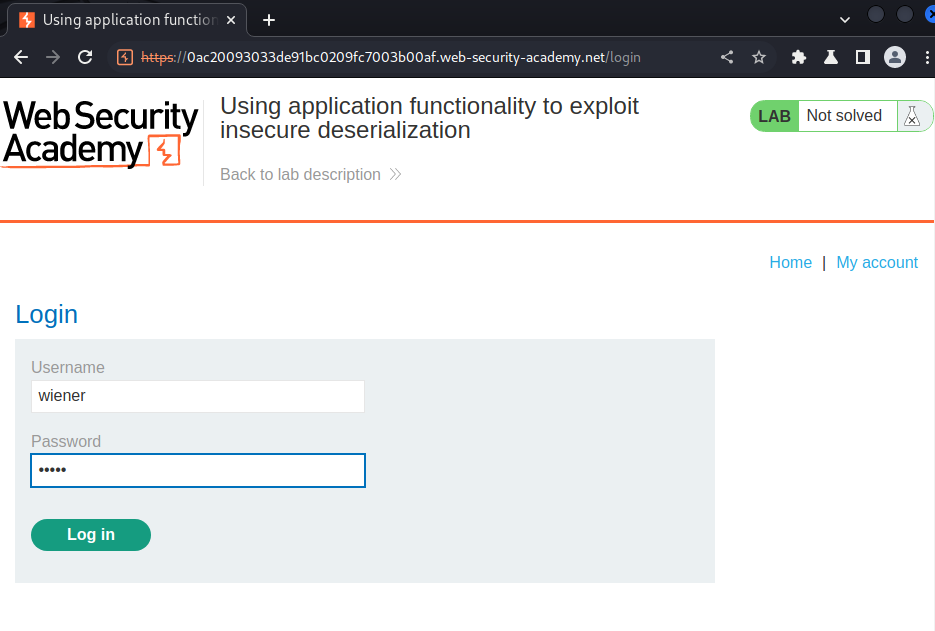 Using application function
https://0ac20093033de91bc0209fc7003b00af.web-security-academy.net/login
Web Security
Academy
Using application functionality to exploit
insecure deserialization
LAB Not solved
Back to lab description
Home | My account
Login
Username
wiener
Password
•••••
Log in